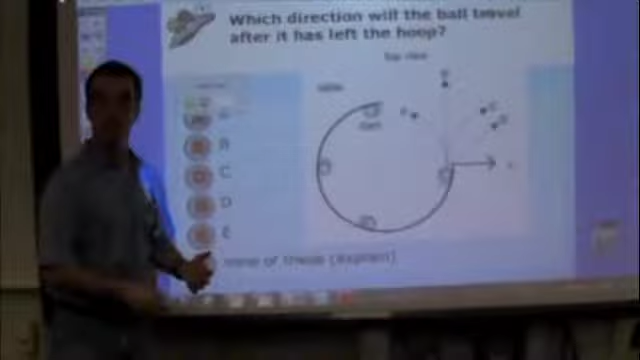 Which direction will the ball travel
after it has left the hoop?
top view
B
C
D
E
none of these (explain)